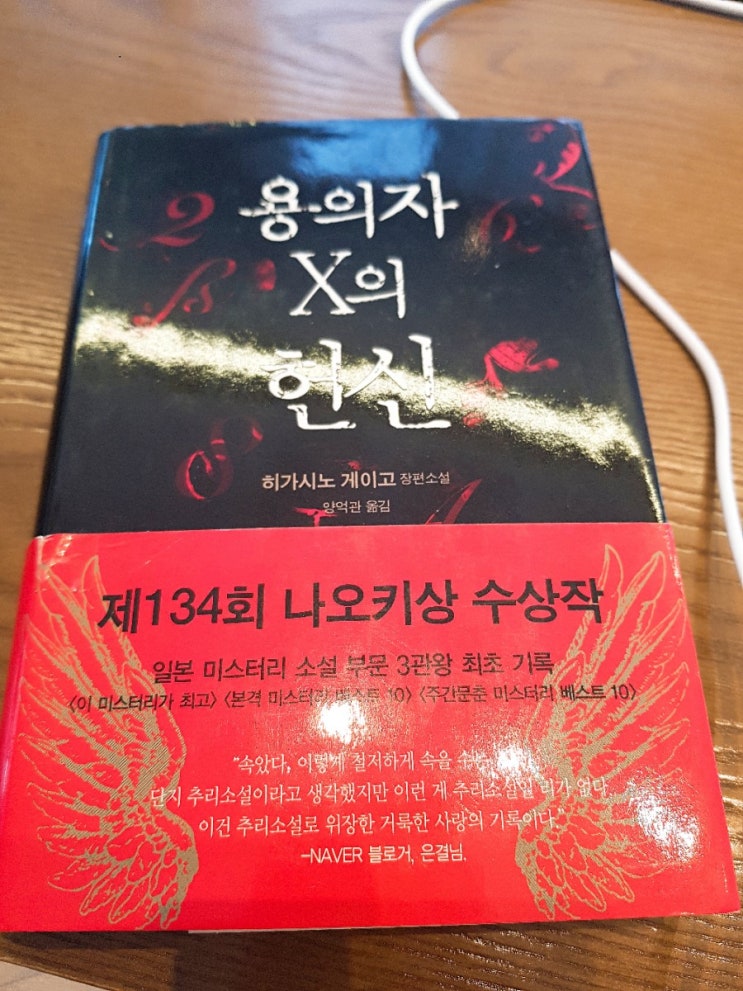 용의자
X의
헌신
히가시노 게이고 장편소설
양억관 옮김
제134회 나오키상 수상작
일본 미스터리 소설 부문 3관왕 최초 기록
〈이 미스터리가 최고〉 〈본격 미스터리 베스트 10〉 〈주간문춘 미스터리 베스트 10〉
"속았다, 이렇게 철저하게 속을
단지 추리소설이라고 생각했지만 이런 게 추리소설일 리가 없다.
이건 추리소설로 위장한 거룩한 사랑의 기록이다."
-NAVER 블로거, 은결님.